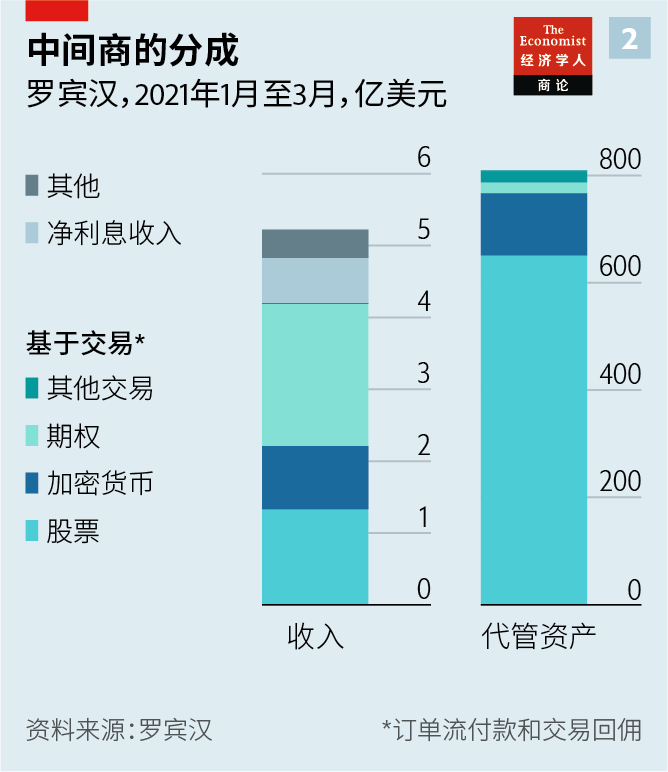 中间商的分成
罗宾汉，2021年1月至3月，亿美元
The
Economist
经济学人
商论
2
其他
净利息收入
基于交易*
其他交易
期权
加密货币
股票
6
5
4
3
2
1
0
收入
800
600
400
200
0
代管资产
资料来源：罗宾汉
*订单流付款和交易回佣